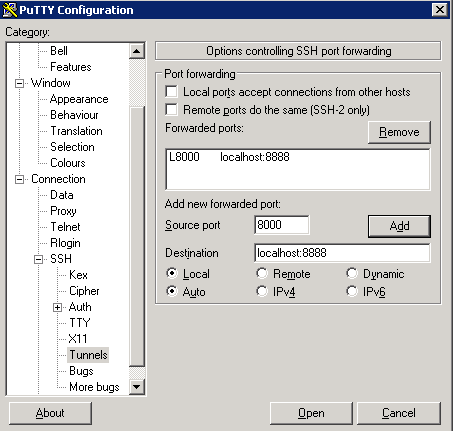 PuTTY Configuration
Category:
Bell
Features
Window
Appearance
Behaviour
Translation
Selection
Colours
Connection
Data
Proxy
Telnet
Rlogin
SSH
Kex
Cipher
Auth
TTY
X11
Tunnels
Bugs
More bugs
Options controlling SSH port forwarding
Port forwarding
Local ports accept connections from other hosts
Remote ports do the same (SSH-2 only)
Forwarded ports:
Remove
L8000 localhost:8888
Add new forwarded port:
Source port 8000 Add
Destination localhost:8888
Local Remote Dynamic
Auto IPv4 IPv6
About Open Cancel